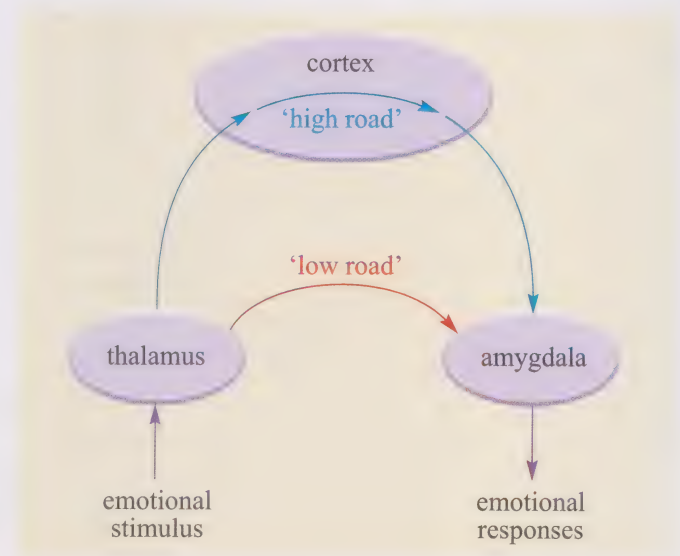 cortex
‘high road’
‘low road’
thalamus
amygdala
emotional
stimulus
emotional
responses